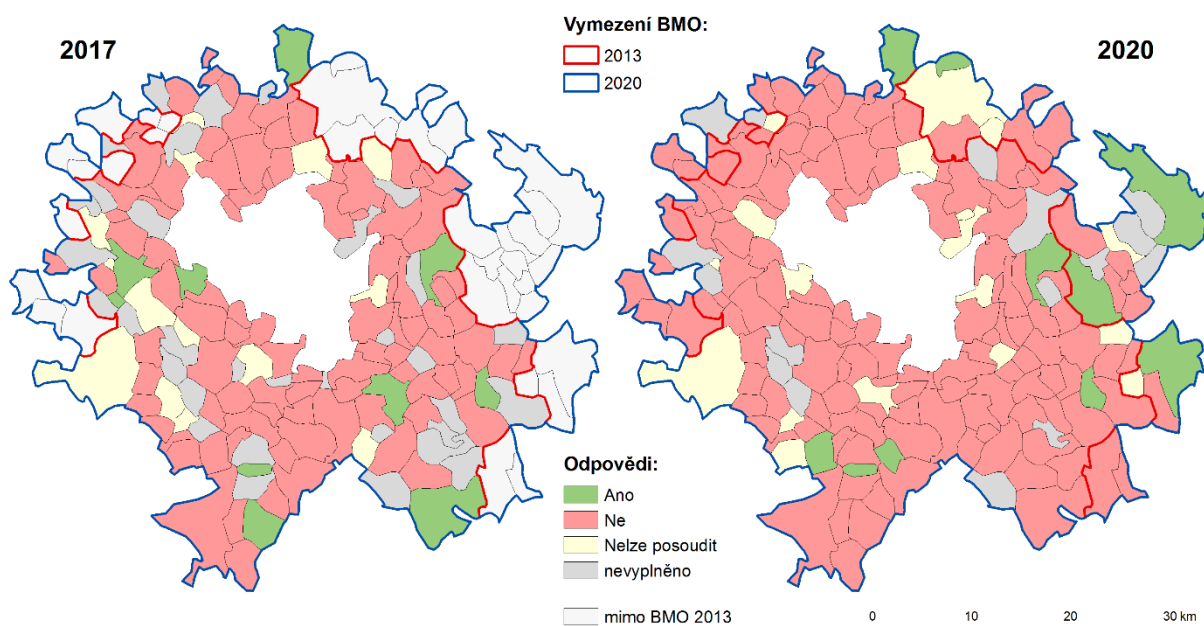 2017
Vymezení BMO:
2013
2020
2020
Odpovědi:
Ano
Ne
Nelze posoudit
nevyplněno
mimo BMO 2013
0 10 20 30 km